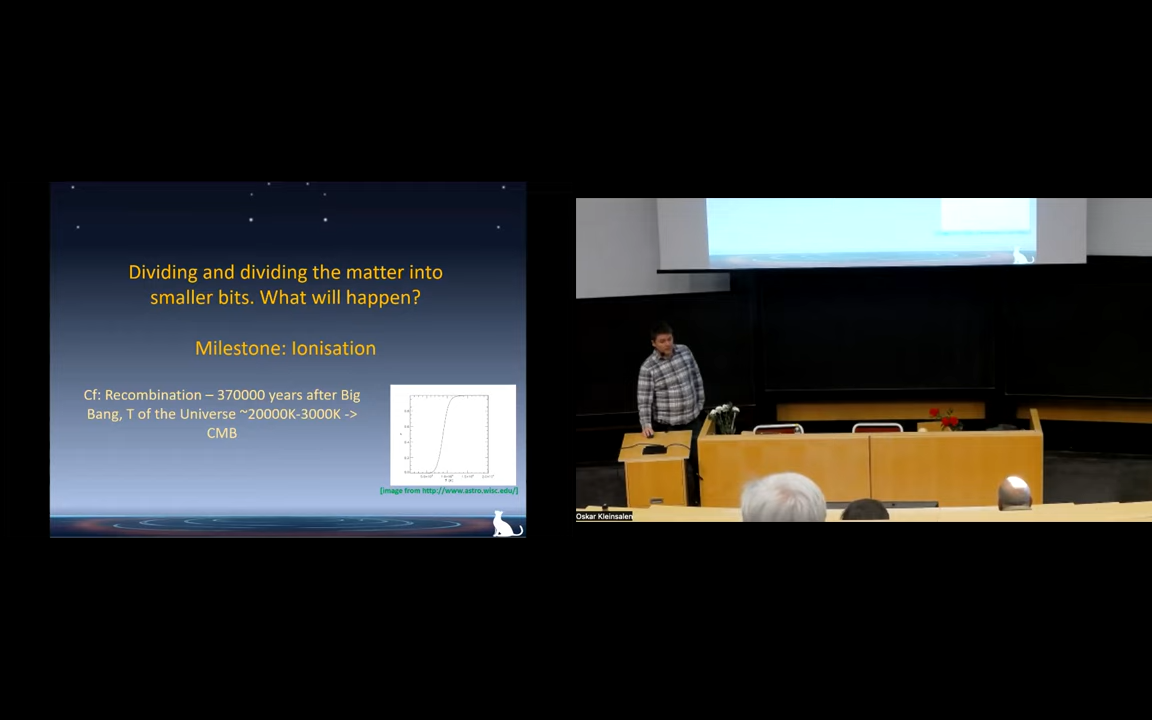 Dividing and dividing the matter into
smaller bits. What will happen?
Milestone: Ionisation
Cf: Recombination – 370000 years after Big
Bang, T of the Universe ~20000K-3000K ->
CMB
[image from http://www.astro.wisc.edu/]
Oskar Kleinsalen